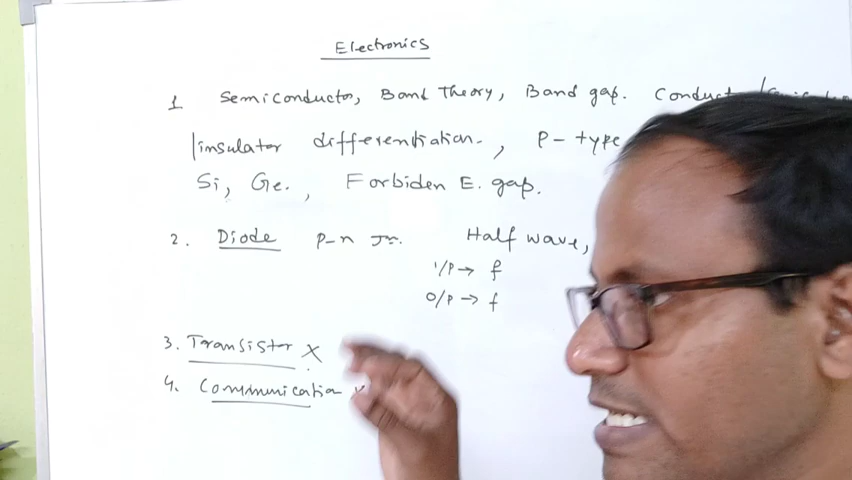 Electronics
1 Semiconductor, Band Theory, Band gap.
/insulator differentiation., P- type
Si, Ge., Forbiden E. gap.
2. Diode P-n Jn. Half wave,
I/P → f
O/P → f
3. Transistor X
4. Communication